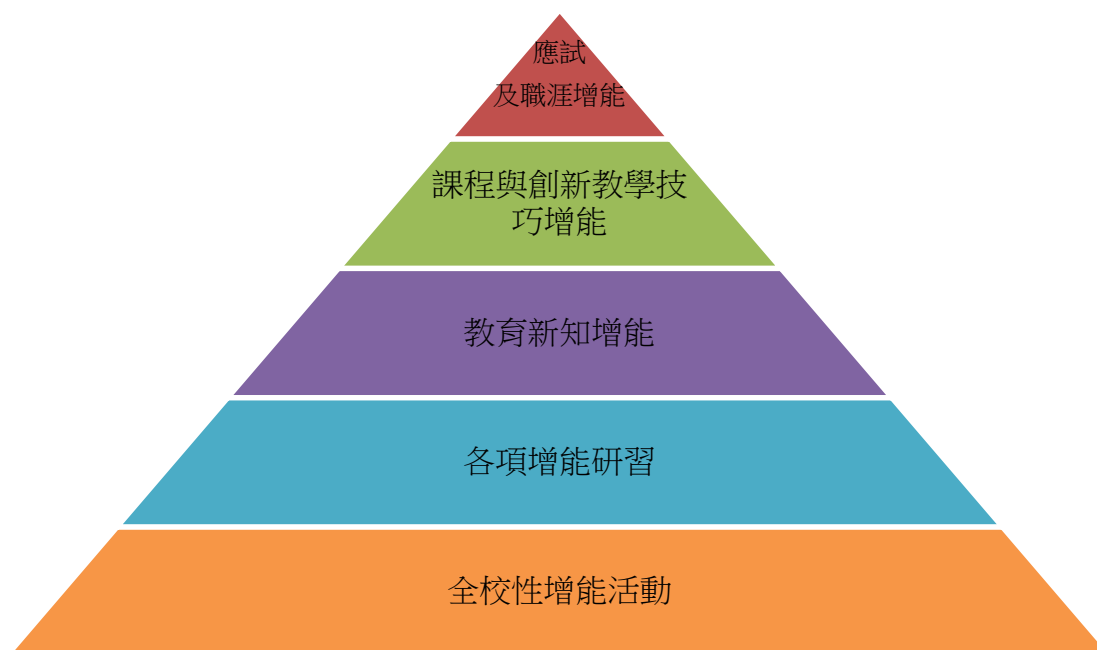 應試
及職涯增能
課程與創新教學技
巧增能
教育新知增能
各項增能研習
全校性增能活動